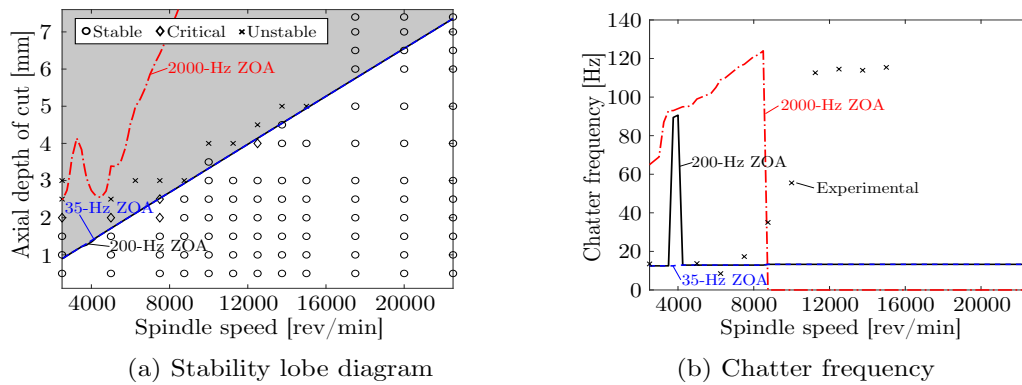 7
6
5
4
3
2
1
Axial depth of cut [mm]
Stable
Critical
Unstable
2000-Hz ZOA
35-Hz ZOA
200-Hz ZOA
4000
8000
12000
16000
20000
Spindle speed [rev/min]
(a) Stability lobe diagram
140
120
100
80
60
40
20
0
Chatter frequency [Hz]
2000-Hz ZOA
200-Hz ZOA
Experimental
35-Hz ZOA
4000
8000
12000
16000
20000
Spindle speed [rev/min]
(b) Chatter frequency